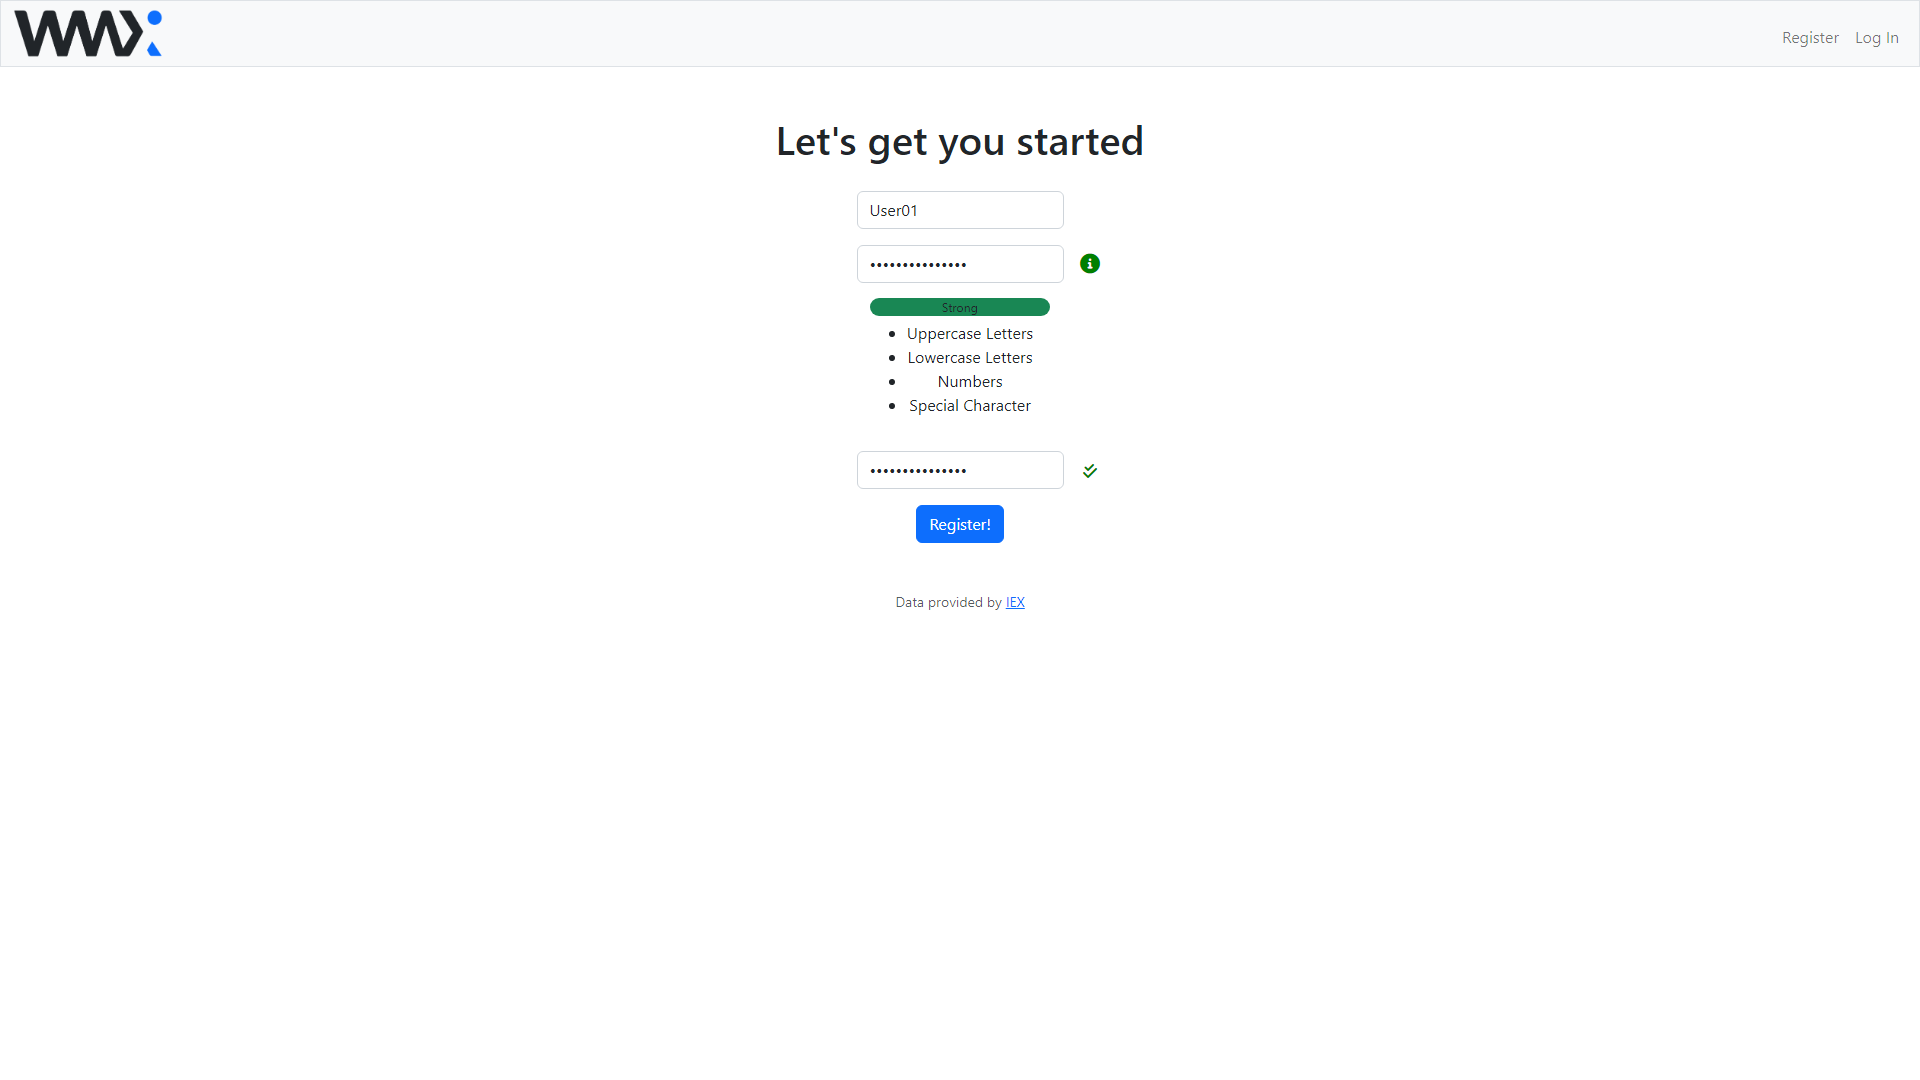 WMX
Register
Log In
Let's get you started
User01
•••••••••••••••
Strong
• Uppercase Letters
• Lowercase Letters
• Numbers
• Special Character
•••••••••••••••
Register!
Data provided by IEX